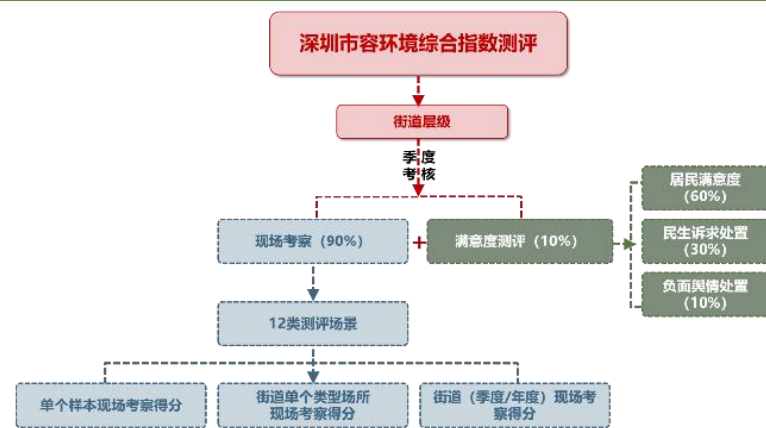 深圳市容环境综合指数测评
街道层级
季度
考核
现场考察（90%）
+
满意度测评（10%）
居民满意度
（60%）
民生诉求处置
（30%）
负面舆情处置
（10%）
12类测评场景
单个样本现场考察得分
街道单个类型场所
现场考察得分
街道（季度/年度）现场考
察得分